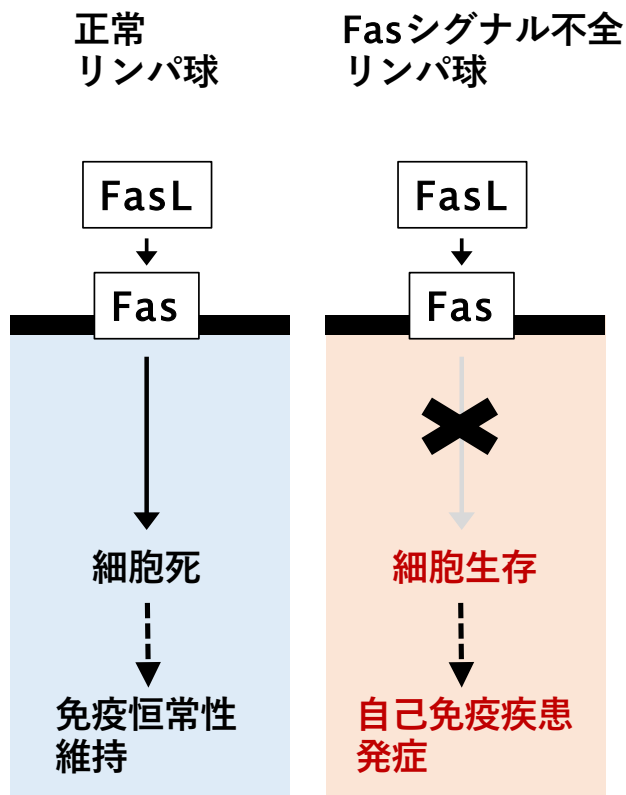 正常
リンパ球
FasL
Fas
細胞死
免疫恒常性
維持
Fasシグナル不全
リンパ球
FasL
Fas
細胞生存
自己免疫疾患
発症